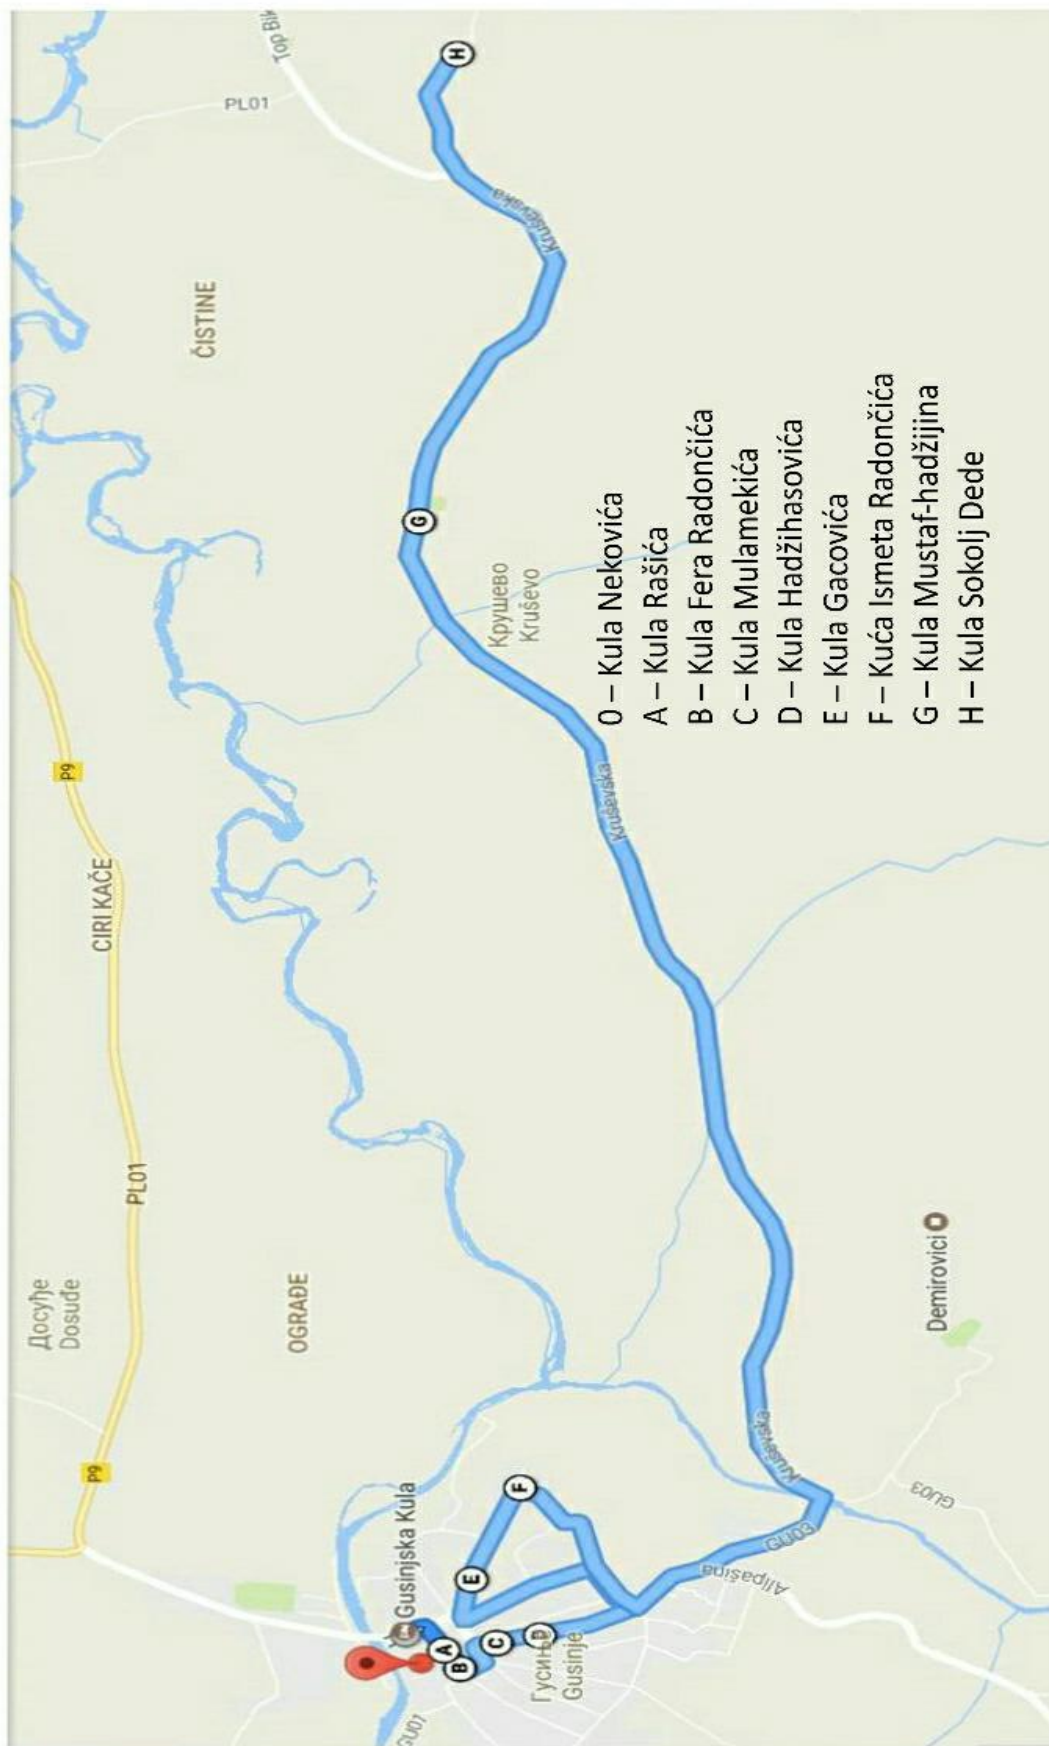 Top Blk
PL01
H
Kruševska
ČISTINE
G
Крушево
Kruševo
P9
CIRI KAČE
PL01
Kruševska
Досуђе
Dosuđe
OGRAĐE
P9
Demirovici
Kruševska
GU03
GU03
Alipašina
Gusinjska Kula
F
E
A
B
C
D
Гусиње
Gusinje
GU01
0 – Kula Nekovića
A – Kula Rašića
B – Kula Fera Radončića
C – Kula Mulamekića
D – Kula Hadžihasovića
E – Kula Gacovića
F – Kuća Ismeta Radončića
G – Kula Mustaf-hadžijina
H – Kula Sokolj Dede